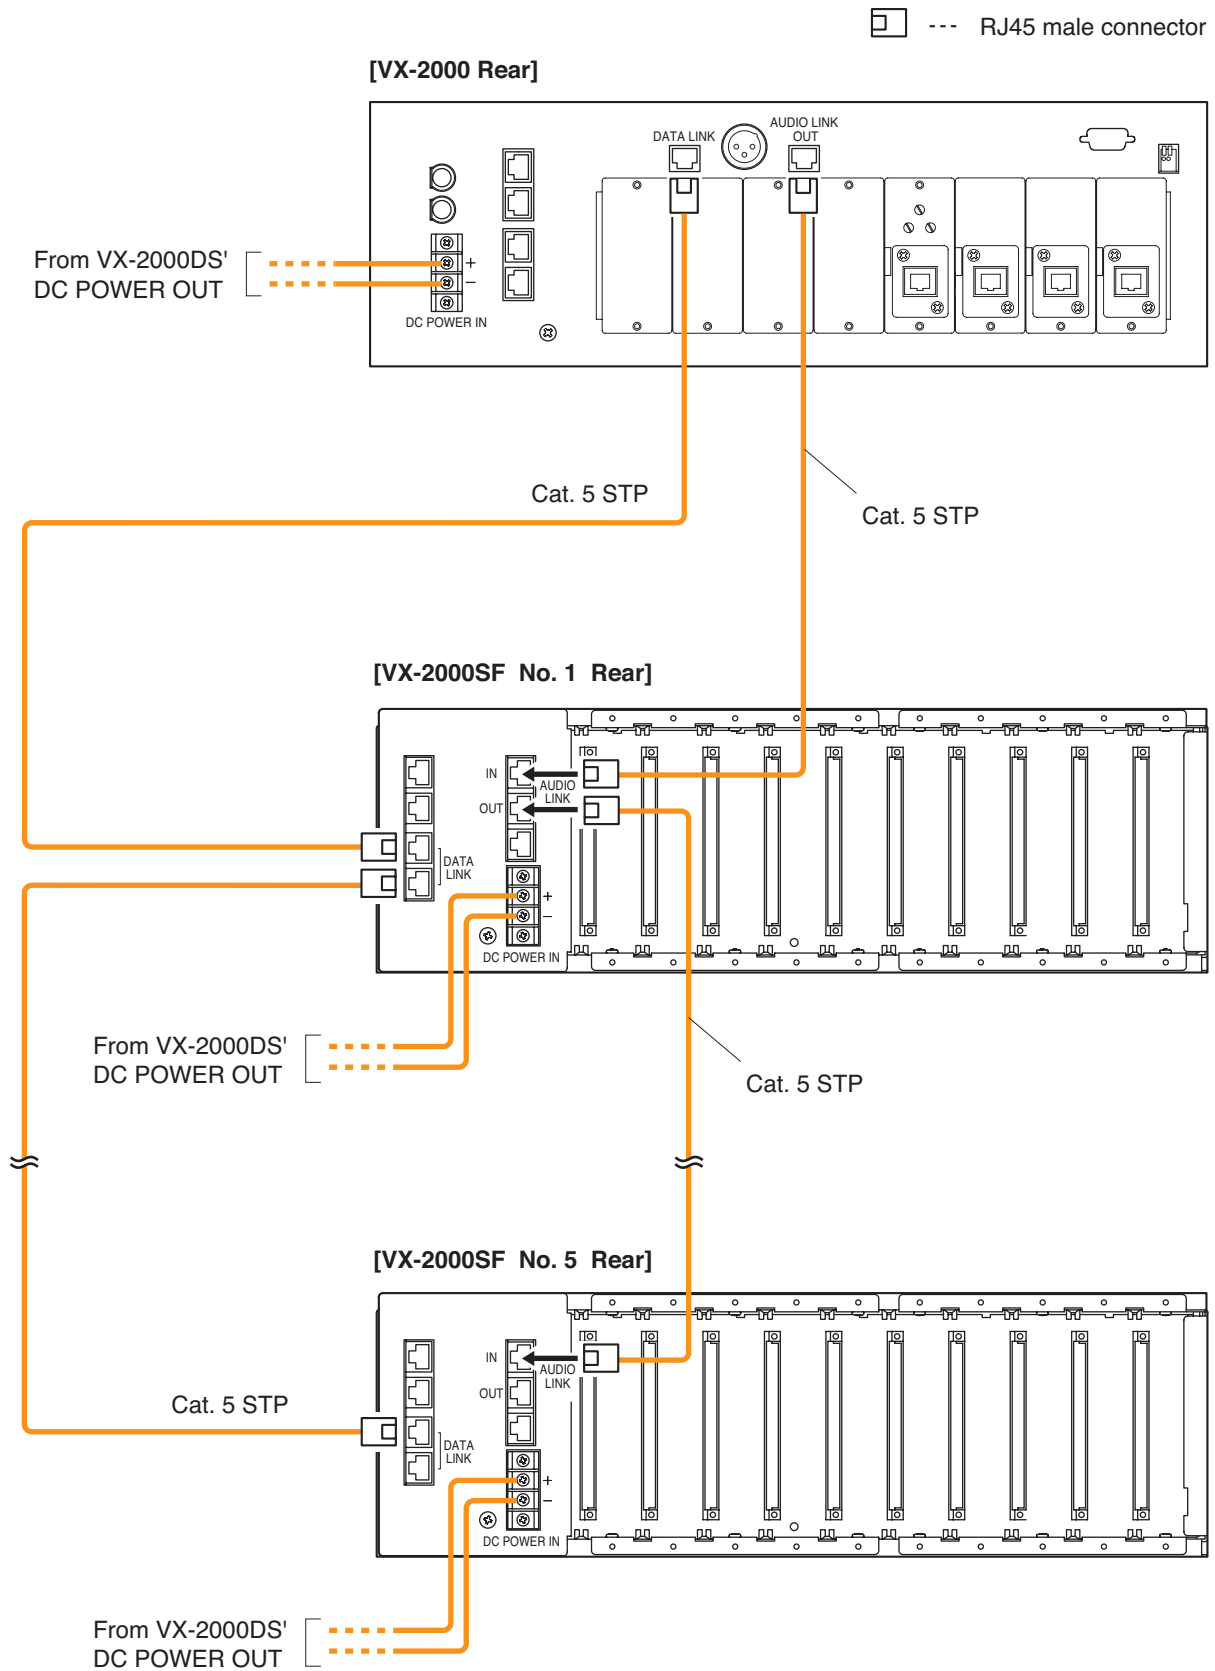 --- RJ45 male connector
[VX-2000 Rear]
DATA LINK
AUDIO LINK
OUT
From VX-2000DS'
DC POWER OUT
+
−
DC POWER IN
Cat. 5 STP
Cat. 5 STP
[VX-2000SF No. 1 Rear]
IN
AUDIO
LINK
OUT
DATA
LINK
+
−
DC POWER IN
From VX-2000DS'
DC POWER OUT
Cat. 5 STP
[VX-2000SF No. 5 Rear]
IN
AUDIO
LINK
OUT
Cat. 5 STP
DATA
LINK
+
−
DC POWER IN
From VX-2000DS'
DC POWER OUT